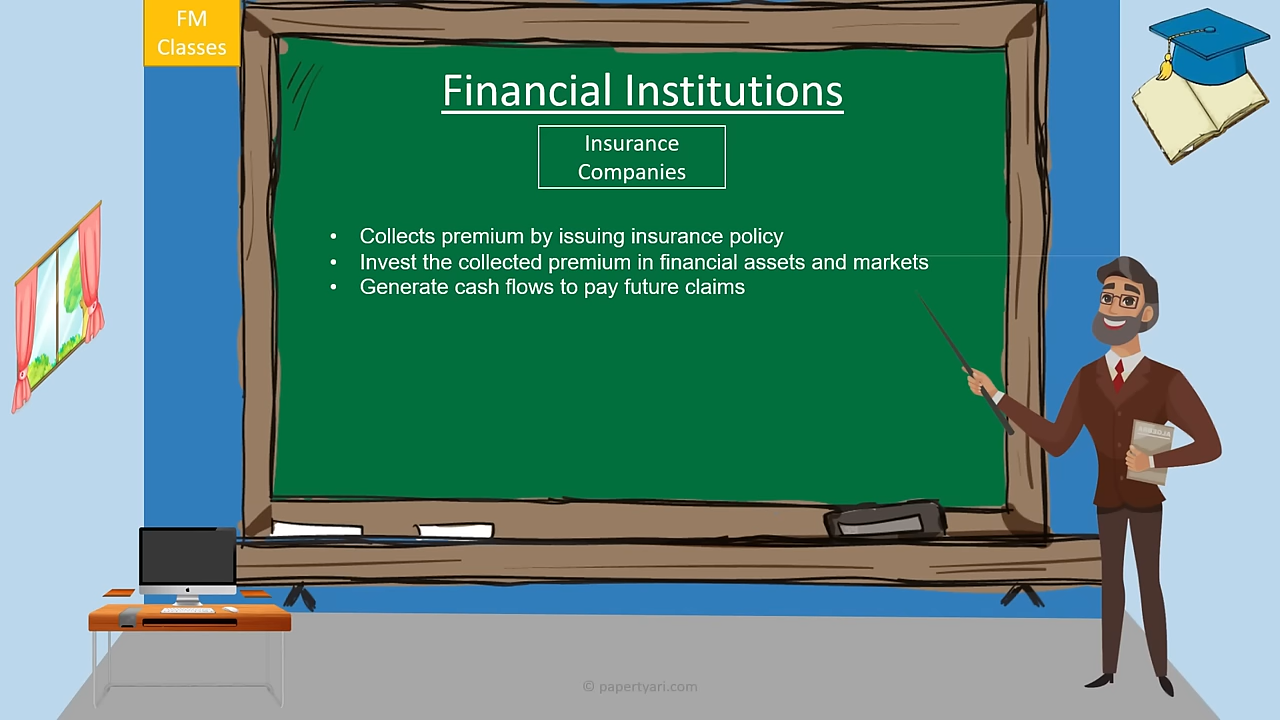 FM
Classes
Financial Institutions
Insurance
Companies
• Collects premium by issuing insurance policy
• Invest the collected premium in financial assets and markets
• Generate cash flows to pay future claims
© papertyari.com